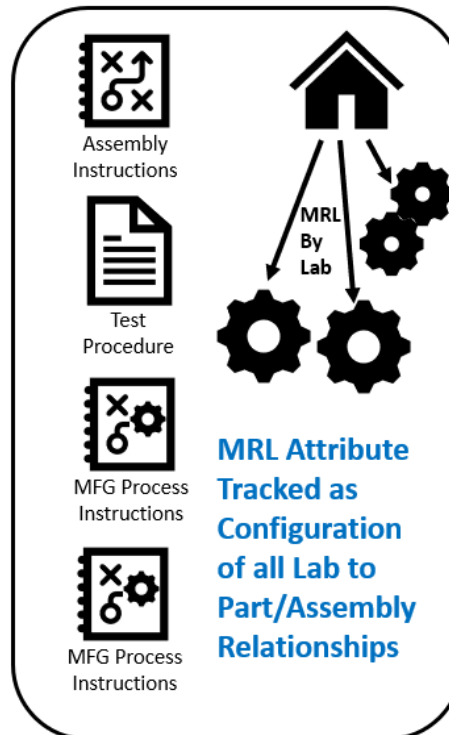 Assembly
Instructions
Test
Procedure
MFG Process
Instructions
MFG Process
Instructions
MRL
By
Lab
MRL Attribute
Tracked as
Configuration
of all Lab to
Part/Assembly
Relationships